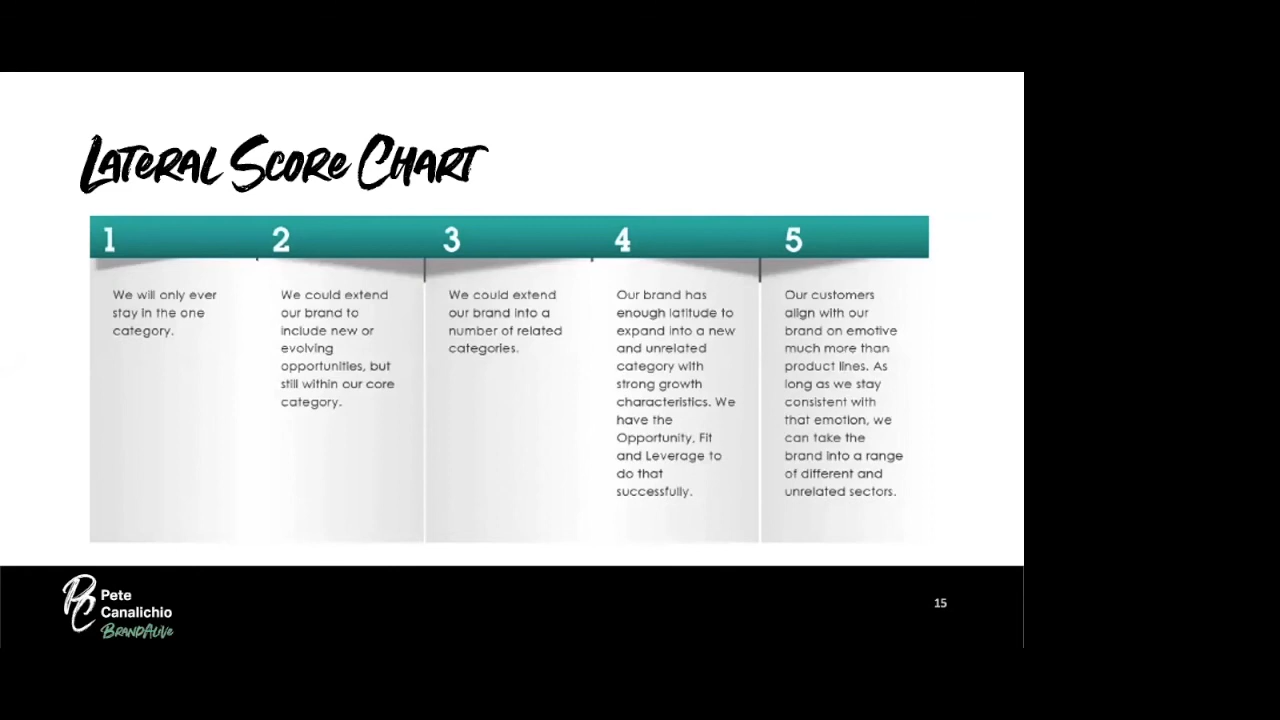 Lateral Score Chart
1
We will only ever
stay in the one
category.
2
We could extend
our brand to
include new or
evolving
opportunities, but
still within our core
category.
3
We could extend
our brand into a
number of related
categories.
4
Our brand has
enough latitude to
expand into a new
and unrelated
category with
strong growth
characteristics. We
have the
Opportunity, Fit
and Leverage to
do that
successfully.
5
Our customers
align with our
brand on emotive
much more than
product lines. As
long as we stay
consistent with
that emotion, we
can take the
brand into a range
of different and
unrelated sectors.
PC
Pete
Canalichio
BrandAlive
15